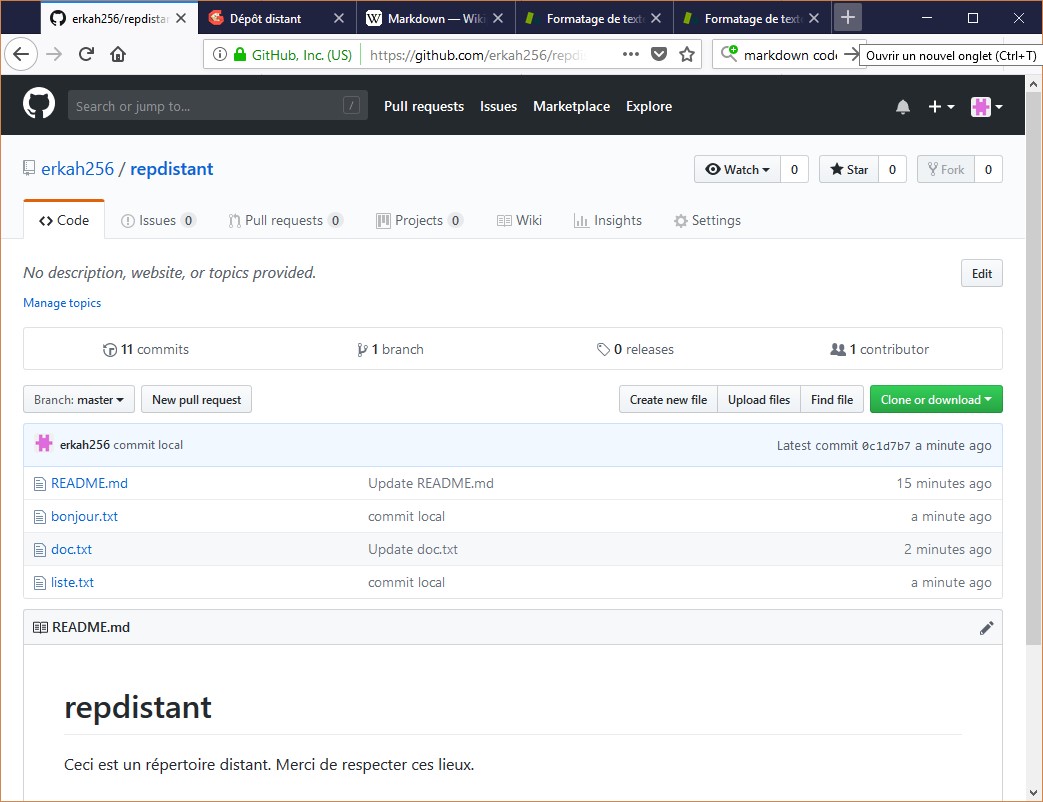 erkah256/repdistan
Dépôt distant
Markdown — Wiki
Formatage de texte
Formatage de texte
GitHub, Inc. (US)
https://github.com/erkah256/repdi
markdown code
Ouvrir un nouvel onglet (Ctrl+T)
Search or jump to...
/
Pull requests
Issues
Marketplace
Explore
erkah256 / repdistant
Watch 0
Star 0
Fork 0
Code
Issues 0
Pull requests 0
Projects 0
Wiki
Insights
Settings
No description, website, or topics provided.
Edit
Manage topics
11 commits
1 branch
0 releases
1 contributor
Branch: master
New pull request
Create new file
Upload files
Find file
Clone or download
erkah256 commit local
Latest commit 0c1d7b7 a minute ago
README.md Update README.md 15 minutes ago
bonjour.txt commit local a minute ago
doc.txt Update doc.txt 2 minutes ago
liste.txt commit local a minute ago
README.md
repdistant
Ceci est un répertoire distant. Merci de respecter ces lieux.